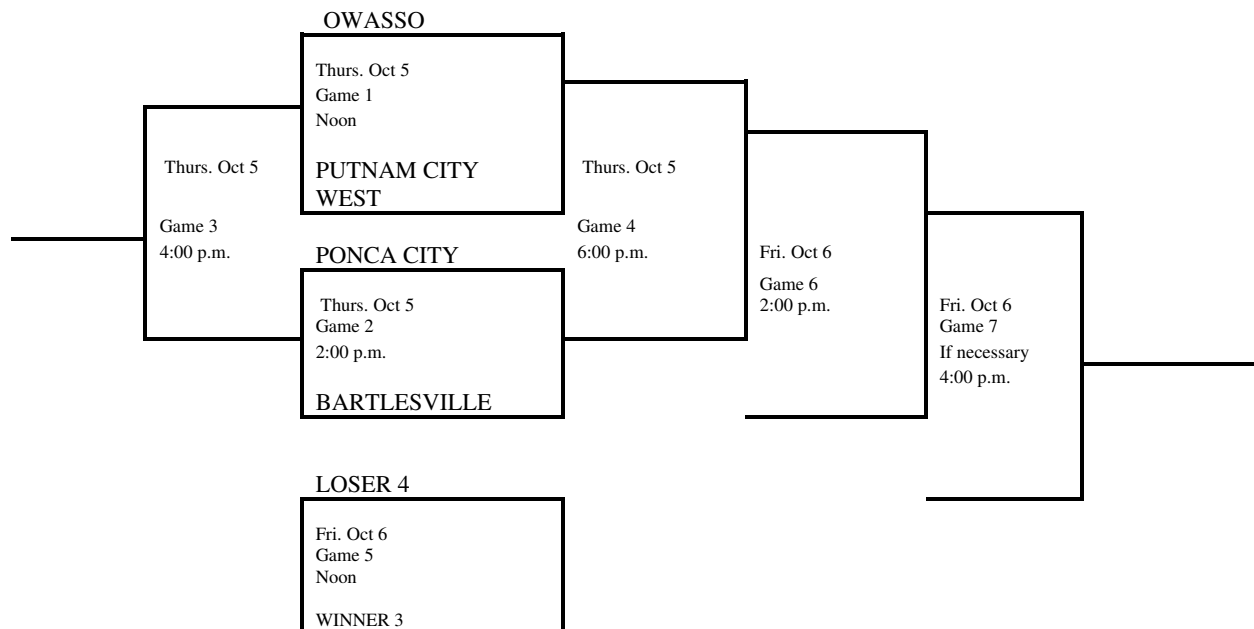 OWASSO
Thurs. Oct 5
Game 1
Noon
PUTNAM CITY
WEST
Thurs. Oct 5
Game 3
4:00 p.m.
Thurs. Oct 5
Game 4
6:00 p.m.
PONCA CITY
Thurs. Oct 5
Game 2
2:00 p.m.
BARTLESVILLE
Fri. Oct 6
Game 6
2:00 p.m.
Fri. Oct 6
Game 7
If necessary
4:00 p.m.
LOSER 4
Fri. Oct 6
Game 5
Noon
WINNER 3